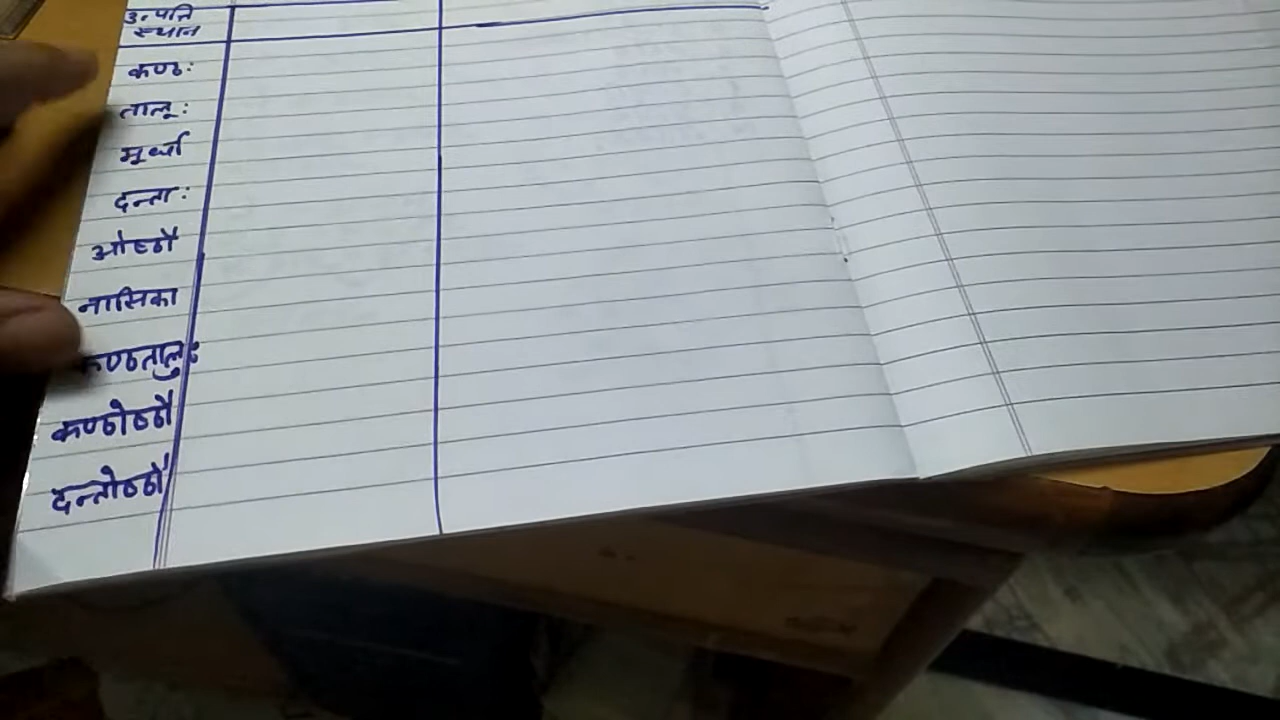 उत्पत्ति
स्थान
कण्ठः
तालूः
मूर्धा
दन्ताः
ओष्ठौ
नासिका
कण्ठतालुः
कण्ठोष्ठौ
दन्तोष्ठौ